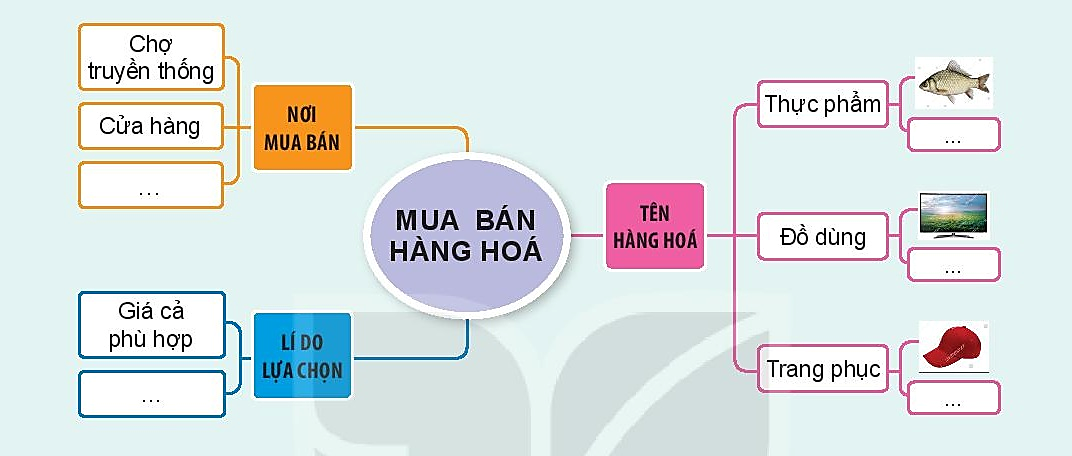 Chợ
truyền thống
Cửa hàng
...
NƠI
MUA BÁN
Giá cả
phù hợp
...
LÍ DO
LỰA CHỌN
MUA BÁN
HÀNG HOÁ
TÊN
HÀNG HOÁ
Thực phẩm
...
Đồ dùng
...
Trang phục
...